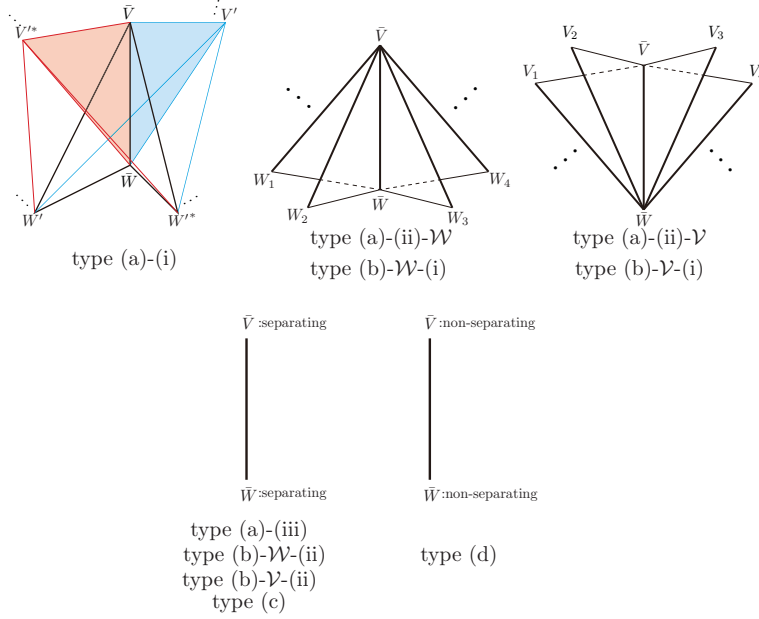 V̄
V′
V′*
W̄
W′
W′*
type (a)-(i)
V̄
W₁
W₂
W̄
W₃
W₄
type (a)-(ii)-𝒲
type (b)-𝒲-(i)
V₂
V̄
V₃
V₁
W̄
type (a)-(ii)-𝒱
type (b)-𝒱-(i)
V̄ :separating
W̄ :separating
type (a)-(iii)
type (b)-𝒲-(ii)
type (b)-𝒱-(ii)
type (c)
V̄ :non-separating
W̄ :non-separating
type (d)